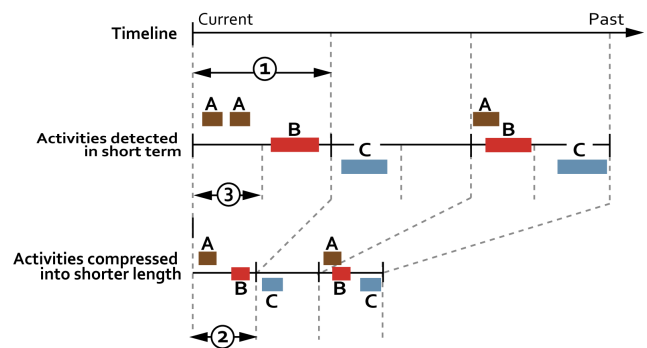 Current
Past
Timeline
1
A A
A
B
B
Activities detected
in short term
C
C
3
A
A
Activities compressed
into shorter length
B
C
B
C
2